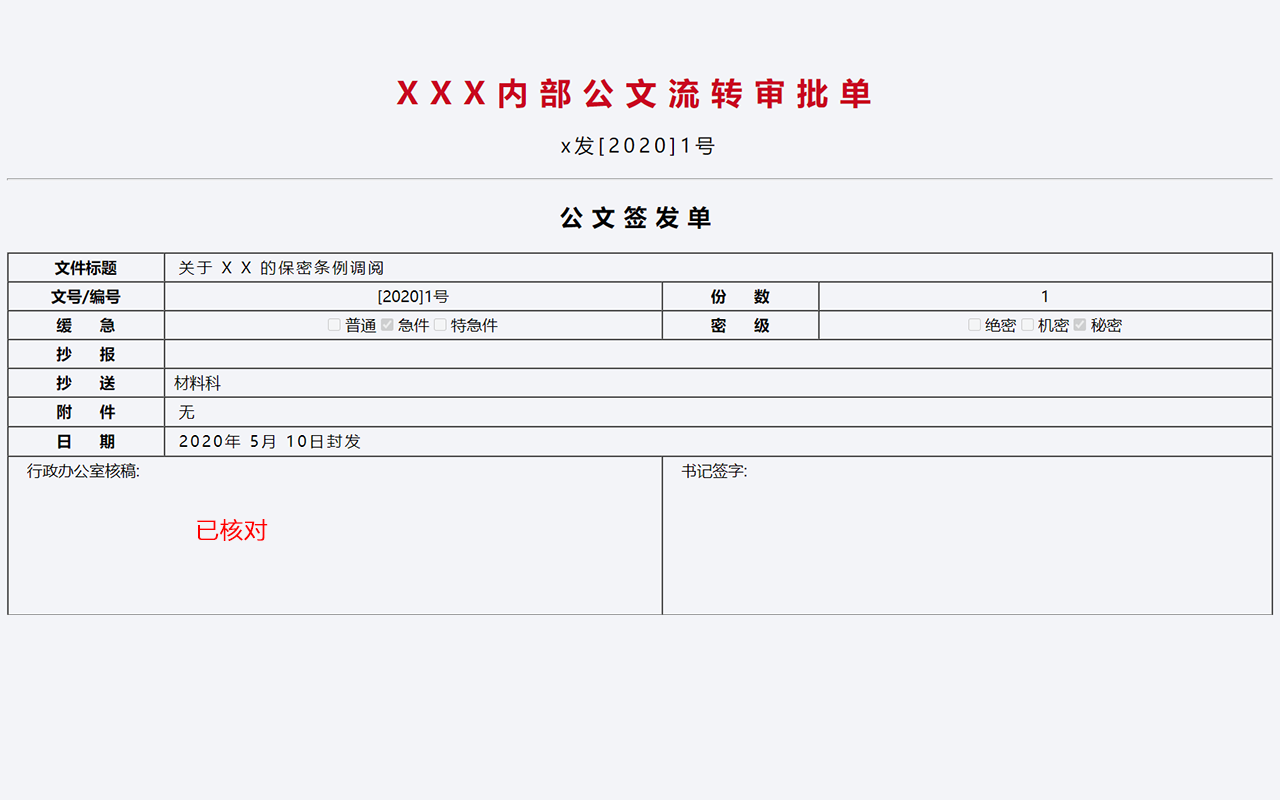 XXX内部公文流转审批单
x发[2020]1号
公文签发单
文件标题 关于 X X 的保密条例调阅
文号/编号 [2020]1号 份 数 1
缓 急 普通 急件 特急件 密 级 绝密 机密 秘密
抄 报
抄 送 材料科
附 件 无
日 期 2020年 5月 10日封发
行政办公室核稿: 书记签字:
已核对